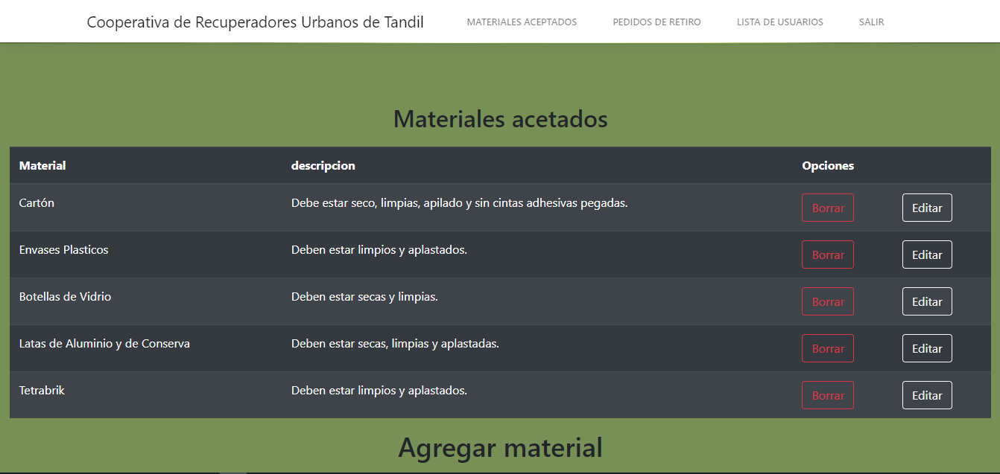 Cooperativa de Recuperadores Urbanos de Tandil MATERIALES ACEPTADOS PEDIDOS DE RETIRO LISTA DE USUARIOS SALIR
Materiales acetados
Material descripcion Opciones
Cartón Debe estar seco, limpias, apilado y sin cintas adhesivas pegadas. Borrar Editar
Envases Plasticos Deben estar limpios y aplastados. Borrar Editar
Botellas de Vidrio Deben estar secas y limpias. Borrar Editar
Latas de Aluminio y de Conserva Deben estar secas, limpias y aplastadas. Borrar Editar
Tetrabrik Deben estar limpios y aplastados. Borrar Editar
Agregar material